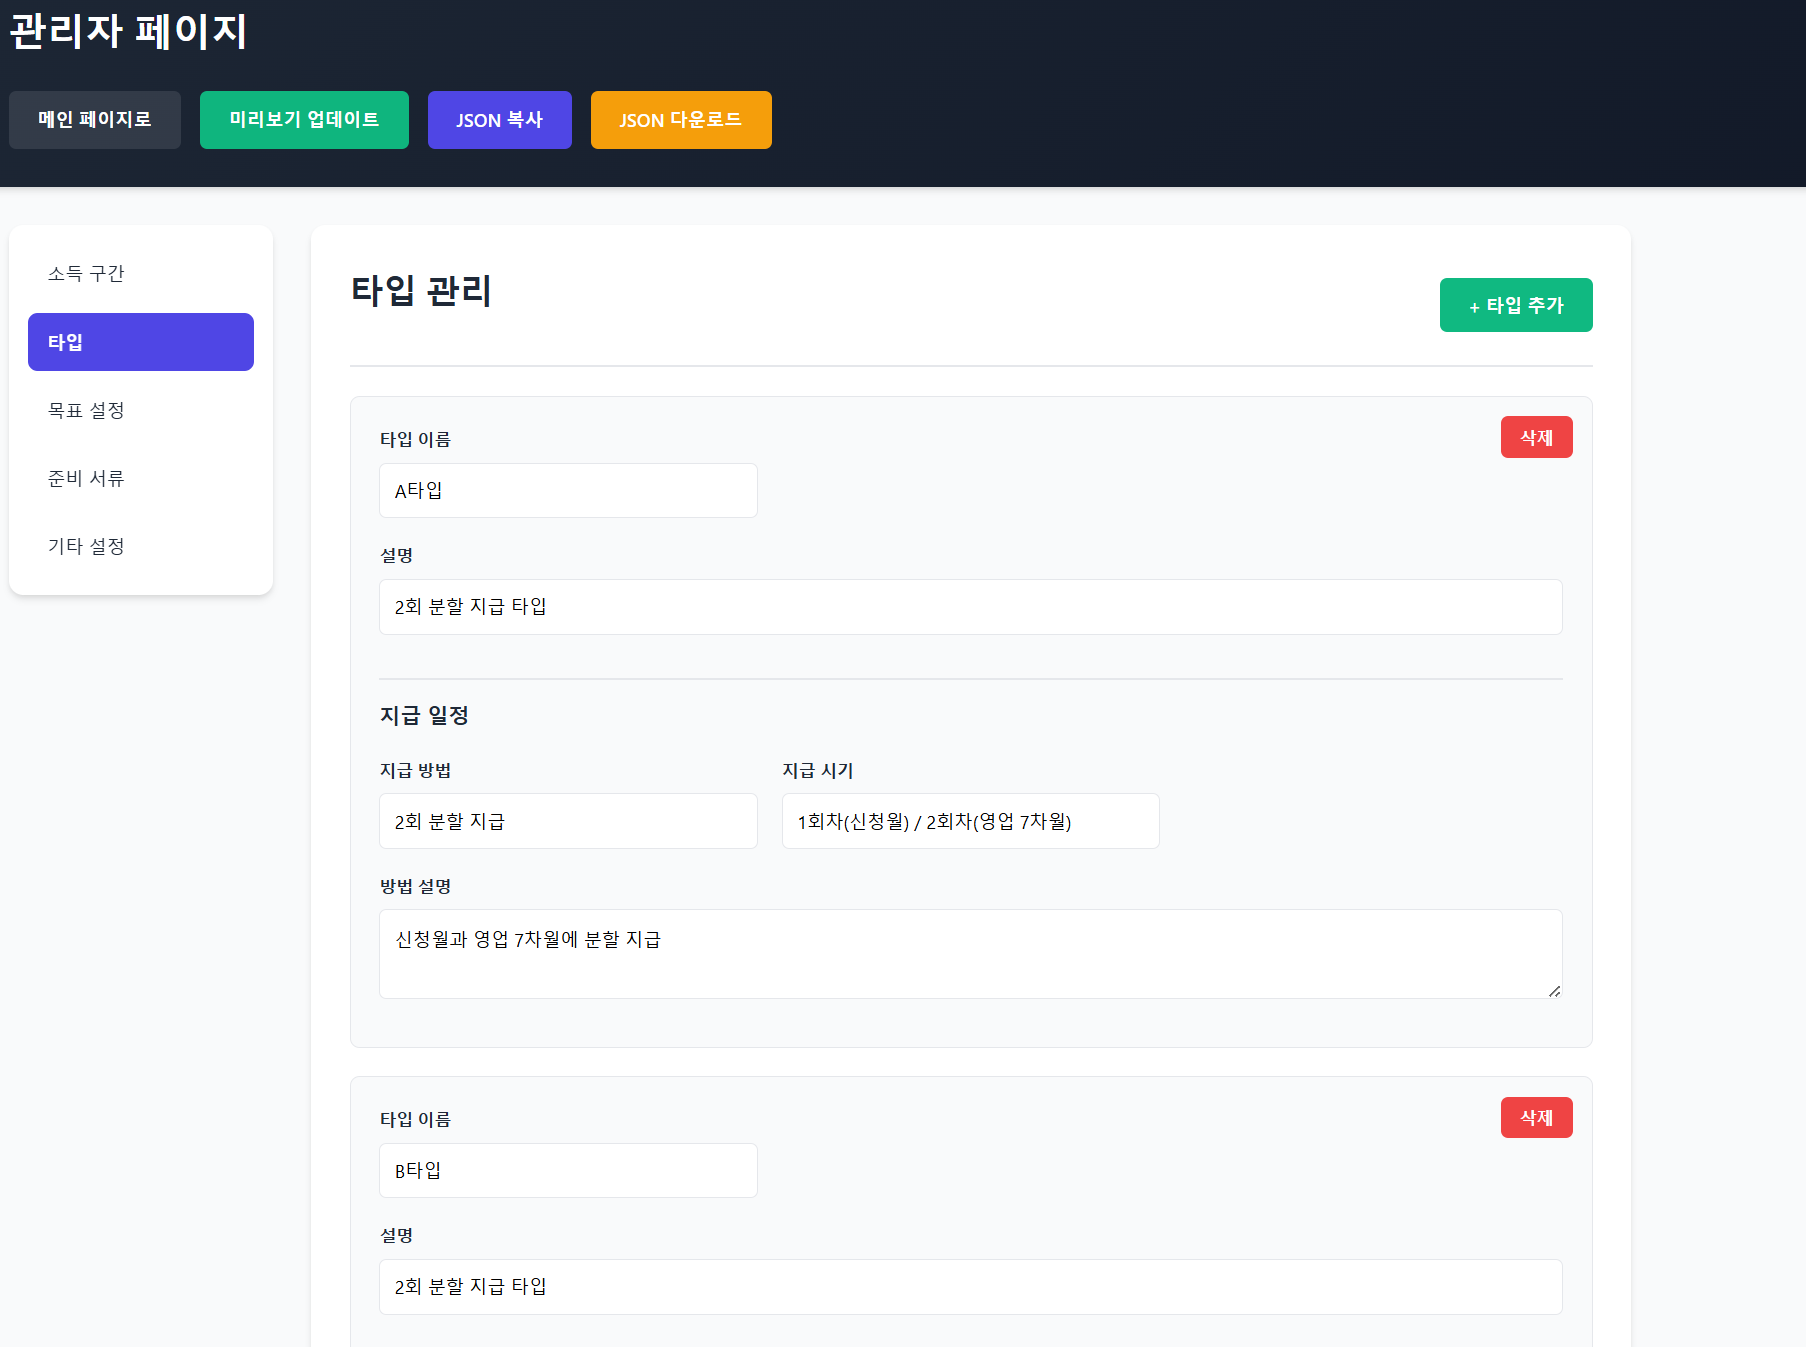 관리자 페이지
메인 페이지로
미리보기 업데이트
JSON 복사
JSON 다운로드
소득 구간
타입
목표 설정
준비 서류
기타 설정
타입 관리
+ 타입 추가
타입 이름
삭제
A타입
설명
2회 분할 지급 타입
지급 일정
지급 방법
지급 시기
2회 분할 지급
1회차(신청월) / 2회차(영업 7차월)
방법 설명
신청월과 영업 7차월에 분할 지급
타입 이름
삭제
B타입
설명
2회 분할 지급 타입